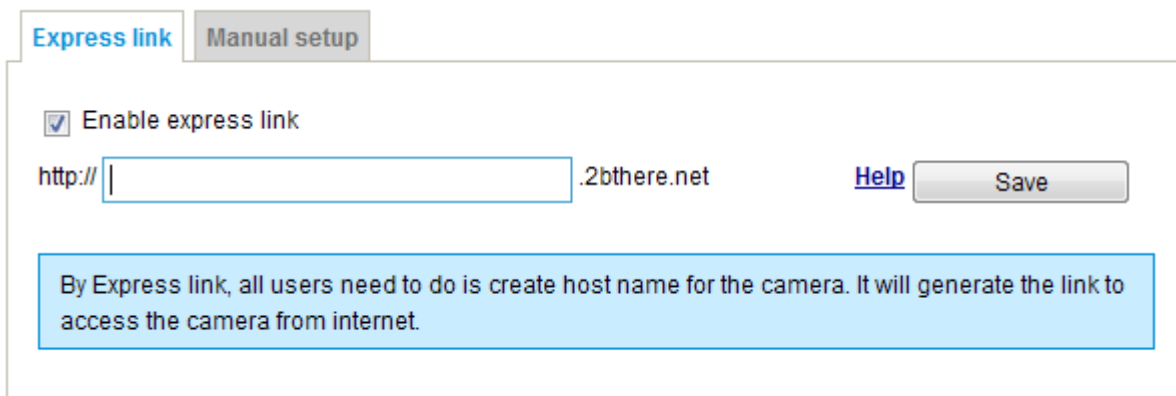 Express link Manual setup
Enable express link
http:// .2bthere.net Help Save
By Express link, all users need to do is create host name for the camera. It will generate the link to
access the camera from internet.